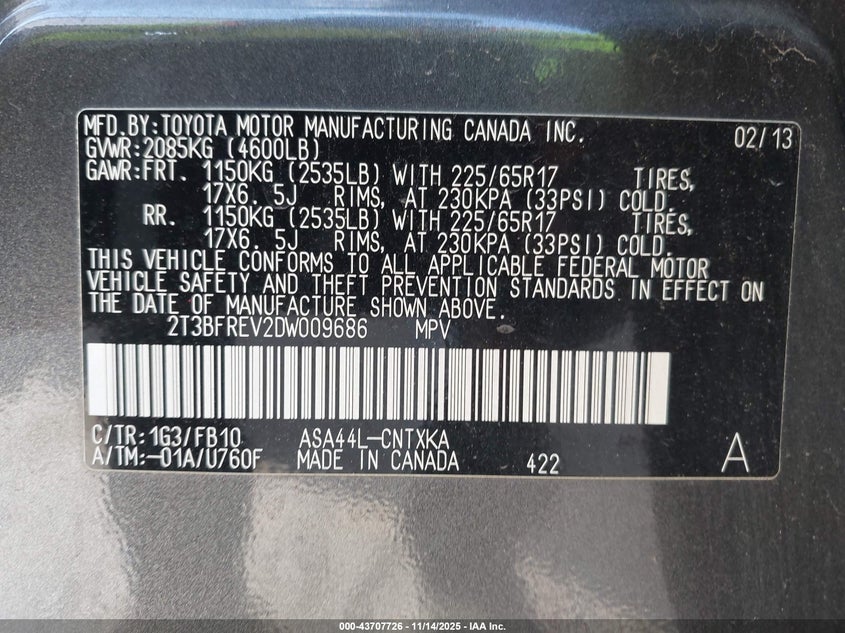 MFD.BY:TOYOTA MOTOR MANUFACTURING CANADA INC. 02/13
GVWR:2085KG (4600LB)
GAWR:FRT. 1150KG (2535LB) WITH 225/65R17 TIRES,
17X6. 5J RIMS, AT 230KPA (33PSI) COLD.
RR. 1150KG (2535LB) WITH 225/65R17 TIRES,
17X6. 5J RIMS, AT 230KPA (33PSI) COLD.
THIS VEHICLE CONFORMS TO ALL APPLICABLE FEDERAL MOTOR
VEHICLE SAFETY AND THEFT PREVENTION STANDARDS IN EFFECT ON
THE DATE OF MANUFACTURE SHOWN ABOVE.
2T3BFREV2DW009686 MPV
C/TR:1G3/FB10 ASA44L-CNTXKA
A/TM:-01A/U760F MADE IN CANADA 422 A
000-43707726 - 11/14/2025 - IAA Inc.